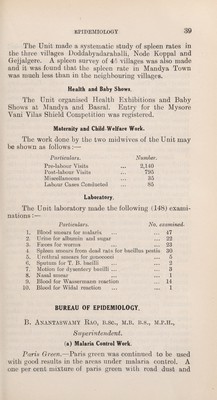 EPIDEMIOLOGY 39
The Unit made a systematic study of spleen rates in
the three villages Doddabyadarahalli, Node Koppal and
Gejjalgere. A spleen survey of 41 villages was also made
and it was found that the spleen rate in Mandya Town
was much less than in the neighbouring villages.
Health and Baby Shows.
The Unit organised Health Exhibitions and Baby
Shows at Mandya and Basral. Entry for the Mysore
Vani Vilas Shield Competition was registered.
Maternity and Child Welfare Work.
The work done by the two midwives of the Unit may
be shown as follows :—
Particulars. Number.
Pre-labour Visits ... 2,140
Post-labour Visits ... 795
Miscellaneous ... 35
Labour Cases Conducted ... 85
Laboratory.
The Unit laboratory made the following (148) exami-
nations :—
Particulars. No. examined.
1. Blood smears for malaria ... 47
2. Urine for albumin and sugar ... 22
3. Fæces for worms ... 23
4. Spleen smears from dead rats for bacillus pestis 30
5. Urethral smears for gonococci ... 5
6. Sputum for T. B. bacilli ... 2
7. Motion for dysentery bacilli ... 3
8. Nasal smear ... 1
9. Blood for Wassermann reaction ... 14
10. Blood for Widal reaction ... 1
BUREAU OF EPIDEMIOLOGY.
B. ANANTASWAMY RAO, B.SC., M.B. B.S., M.P.H.,
Superintendent.
(a) Malaria Control Work.
Paris Green.—Paris green was continued to be used
with good results in the areas under malaria control. A
one per cent mixture of paris green with road dust and